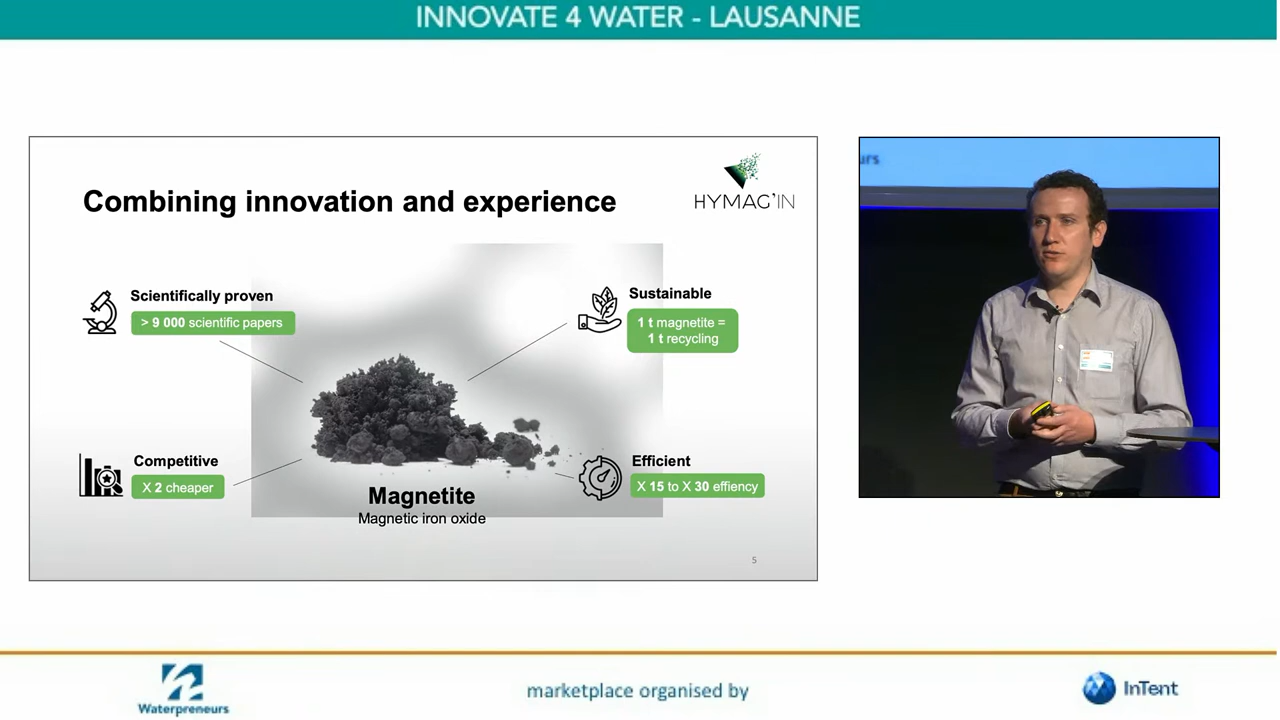 INNOVATE 4 WATER - LAUSANNE
Combining innovation and experience
HYMAG'IN
Scientifically proven
> 9 000 scientific papers
Sustainable
1 t magnetite =
1 t recycling
Competitive
X 2 cheaper
Efficient
X 15 to X 30 effiency
Magnetite
Magnetic iron oxide
5
urs
Waterpreneurs
marketplace organised by
InTent